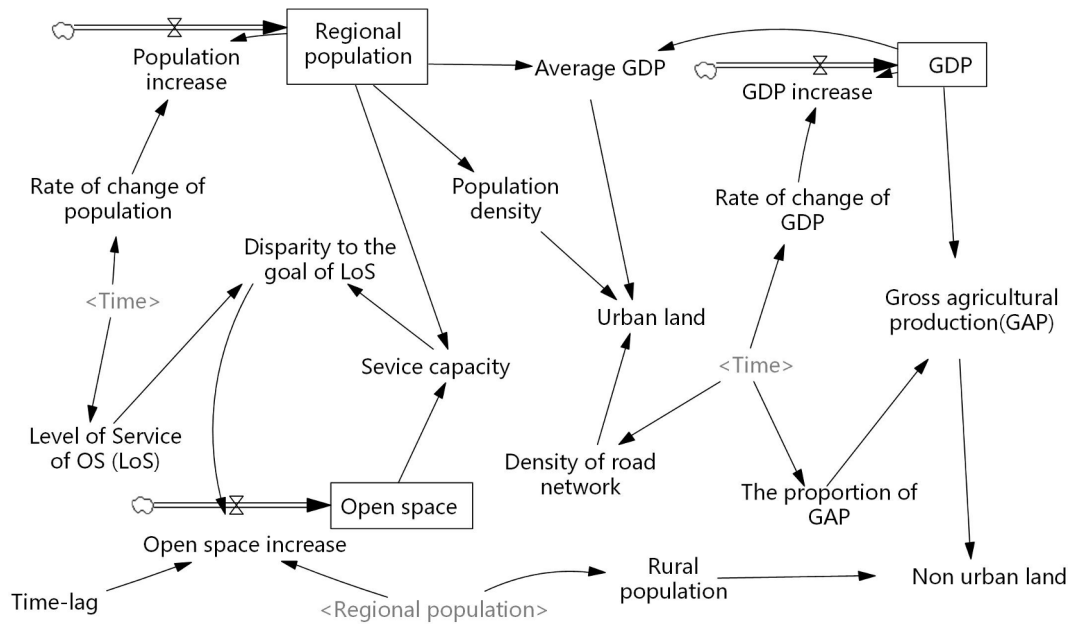 Regional
population
Population
increase
Average GDP
GDP
GDP increase
Rate of change of
population
Population
density
Rate of change of
GDP
Disparity to the
goal of LoS
<Time>
Gross agricultural
production(GAP)
Urban land
Sevice capacity
<Time>
Level of Service
of OS (LoS)
Density of road
network
The proportion of
GAP
Open space
Open space increase
Rural
population
Non urban land
Time-lag
<Regional population>